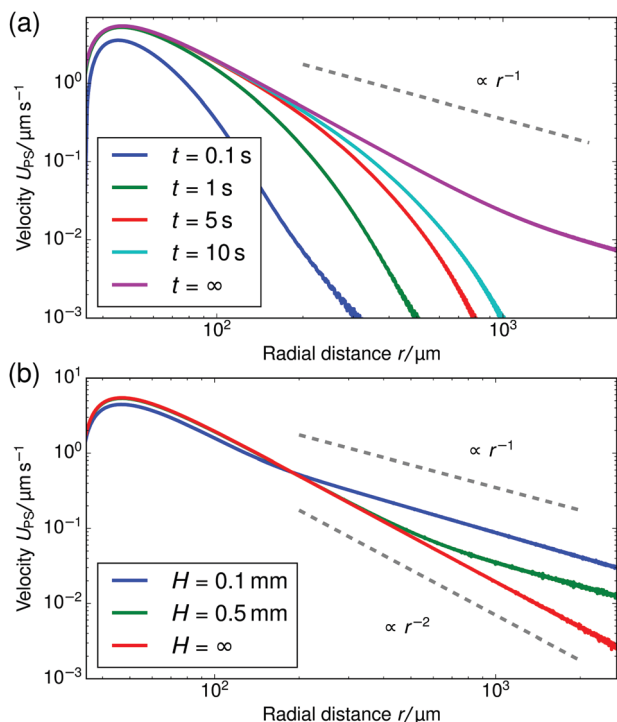 (a)
Velocity U_PS/μm s⁻¹
10⁰
10⁻¹
10⁻²
10⁻³
∝ r⁻¹
t = 0.1 s
t = 1 s
t = 5 s
t = 10 s
t = ∞
10²
10³
Radial distance r/μm
(b)
Velocity U_PS/μm s⁻¹
10¹
10⁰
10⁻¹
10⁻²
10⁻³
∝ r⁻¹
∝ r⁻²
H = 0.1 mm
H = 0.5 mm
H = ∞
10²
10³
Radial distance r/μm